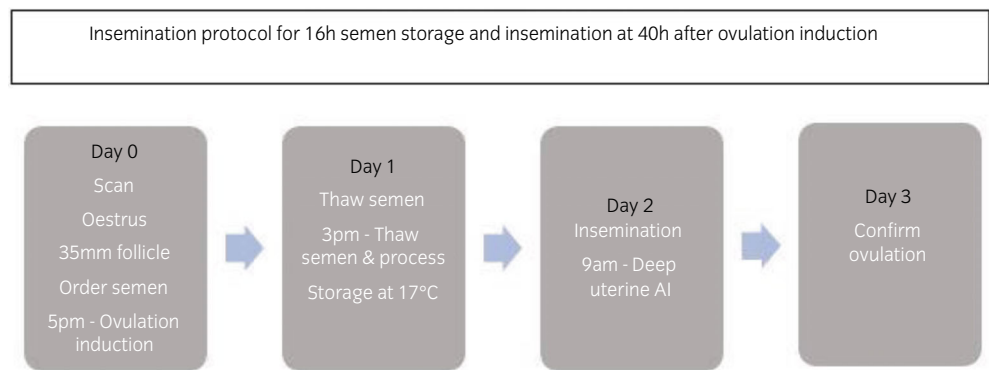 Insemination protocol for 16h semen storage and insemination at 40h after ovulation induction
Day 0
Scan
Oestrus
35mm follicle
Order semen
5pm - Ovulation
induction
Day 1
Thaw semen
3pm - Thaw
semen & process
Storage at 17°C
Day 2
Insemination
9am - Deep
uterine AI
Day 3
Confirm
ovulation